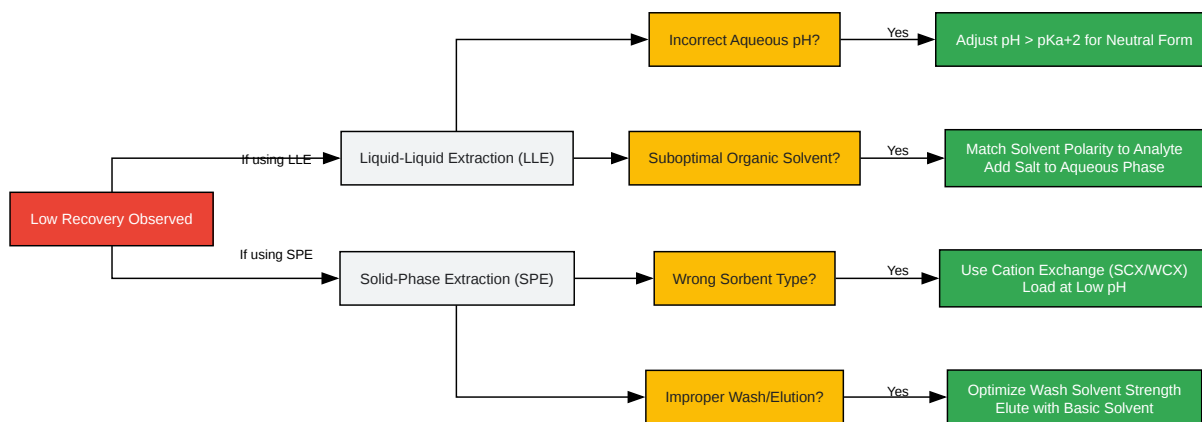 Incorrect Aqueous pH?
Yes
Adjust pH > pKa+2 for Neutral Form
If using LLE
Liquid-Liquid Extraction (LLE)
Suboptimal Organic Solvent?
Yes
Match Solvent Polarity to Analyte
Add Salt to Aqueous Phase
Low Recovery Observed
If using SPE
Solid-Phase Extraction (SPE)
Wrong Sorbent Type?
Yes
Use Cation Exchange (SCX/WCX)
Load at Low pH
Improper Wash/Elution?
Yes
Optimize Wash Solvent Strength
Elute with Basic Solvent